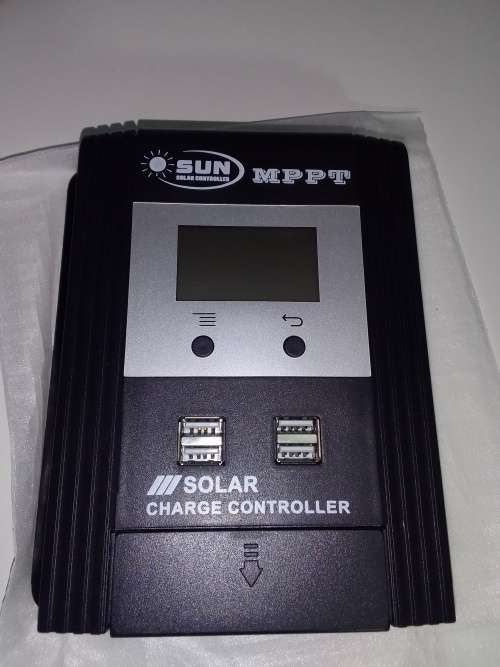 SUN
SOLAR CONTROLLER
MPPT
SOLAR
CHARGE CONTROLLER